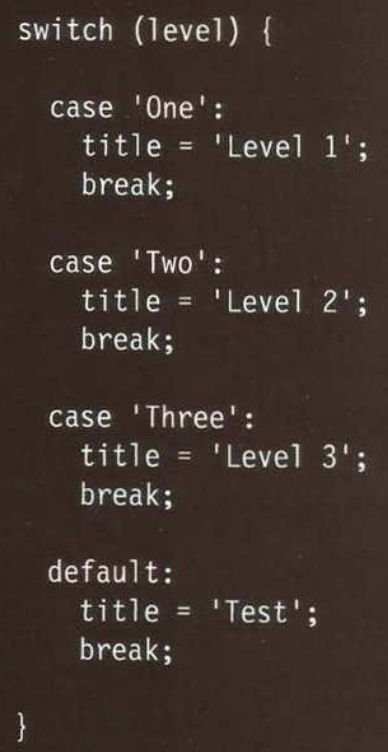 switch (level) {
case 'One':
title = 'Level 1';
break;
case 'Two':
title = 'Level 2';
break;
case 'Three':
title = 'Level 3';
break;
default:
title = 'Test';
break;
}